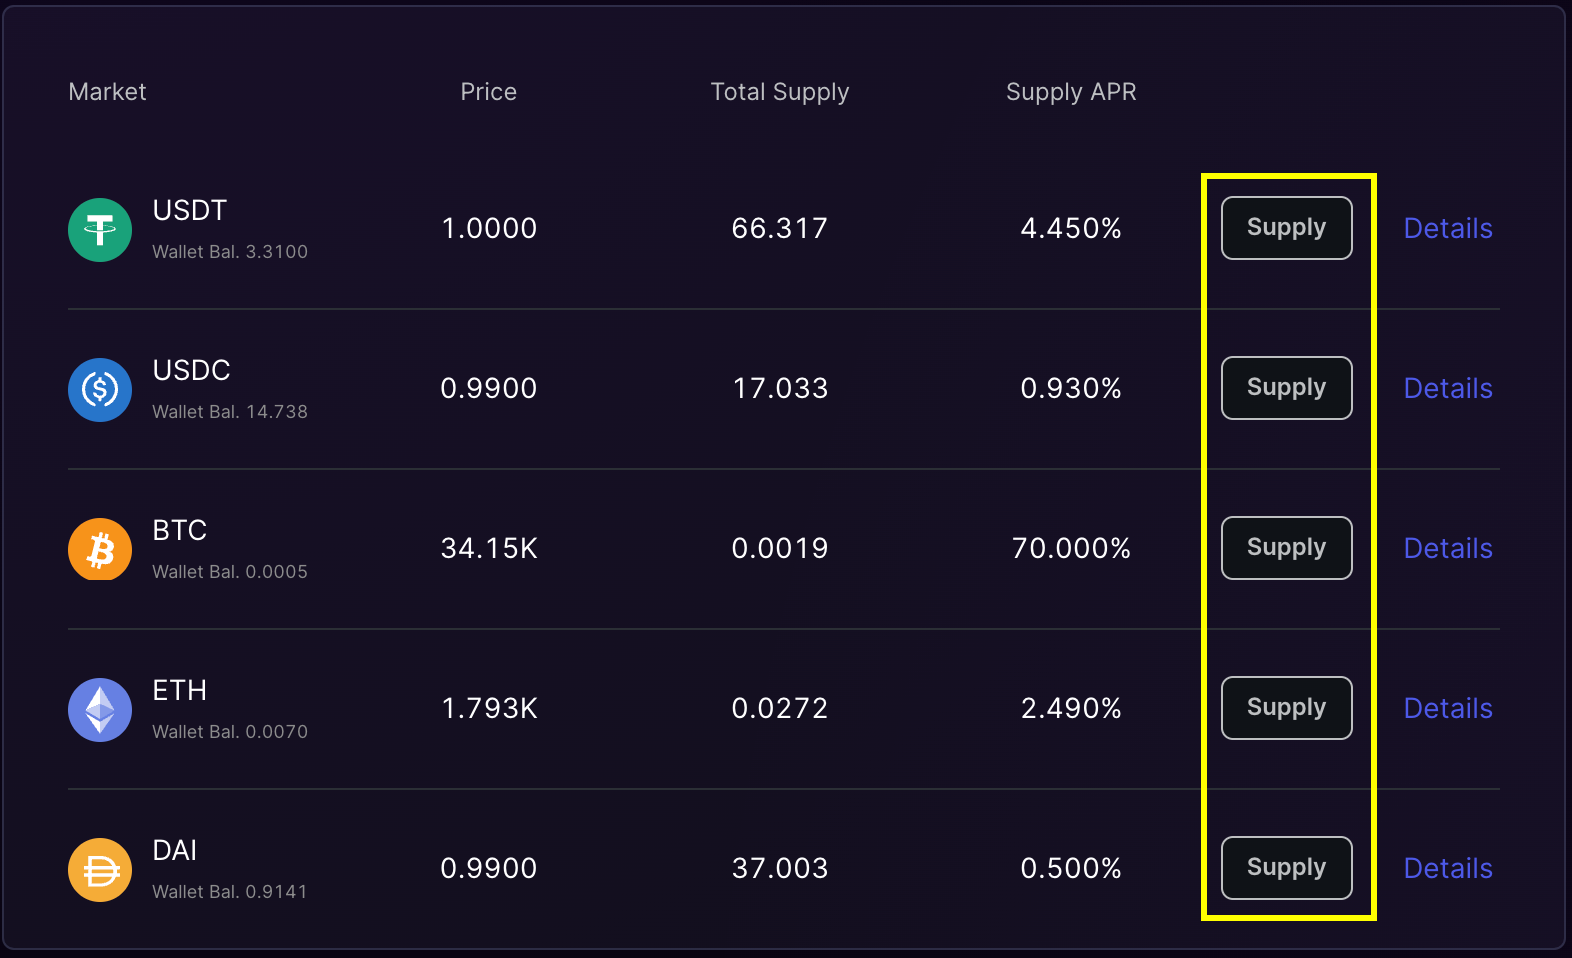 Market Price Total Supply Supply APR
USDT
Wallet Bal. 3.3100
1.0000 66.317 4.450% Supply Details
USDC
Wallet Bal. 14.738
0.9900 17.033 0.930% Supply Details
BTC
Wallet Bal. 0.0005
34.15K 0.0019 70.000% Supply Details
ETH
Wallet Bal. 0.0070
1.793K 0.0272 2.490% Supply Details
DAI
Wallet Bal. 0.9141
0.9900 37.003 0.500% Supply Details